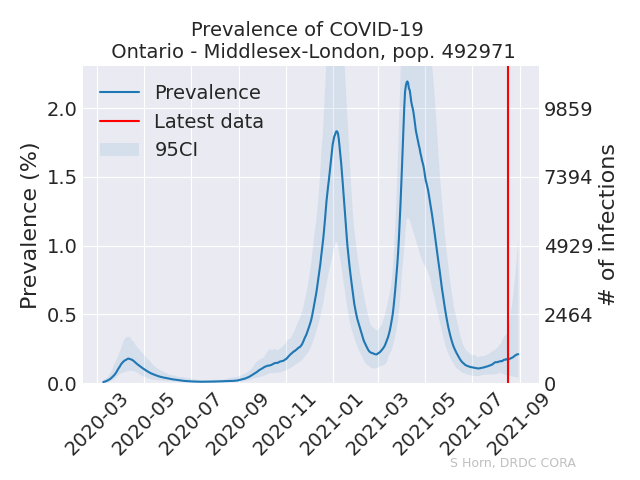 Prevalence of COVID-19
Ontario - Middlesex-London, pop. 492971
Prevalence
Latest data
95CI
Prevalence (%)
2.0
1.5
1.0
0.5
0.0
9859
7394
4929
2464
0
# of infections
2020-03
2020-05
2020-07
2020-09
2020-11
2021-01
2021-03
2021-05
2021-07
2021-09
S Horn, DRDC CORA